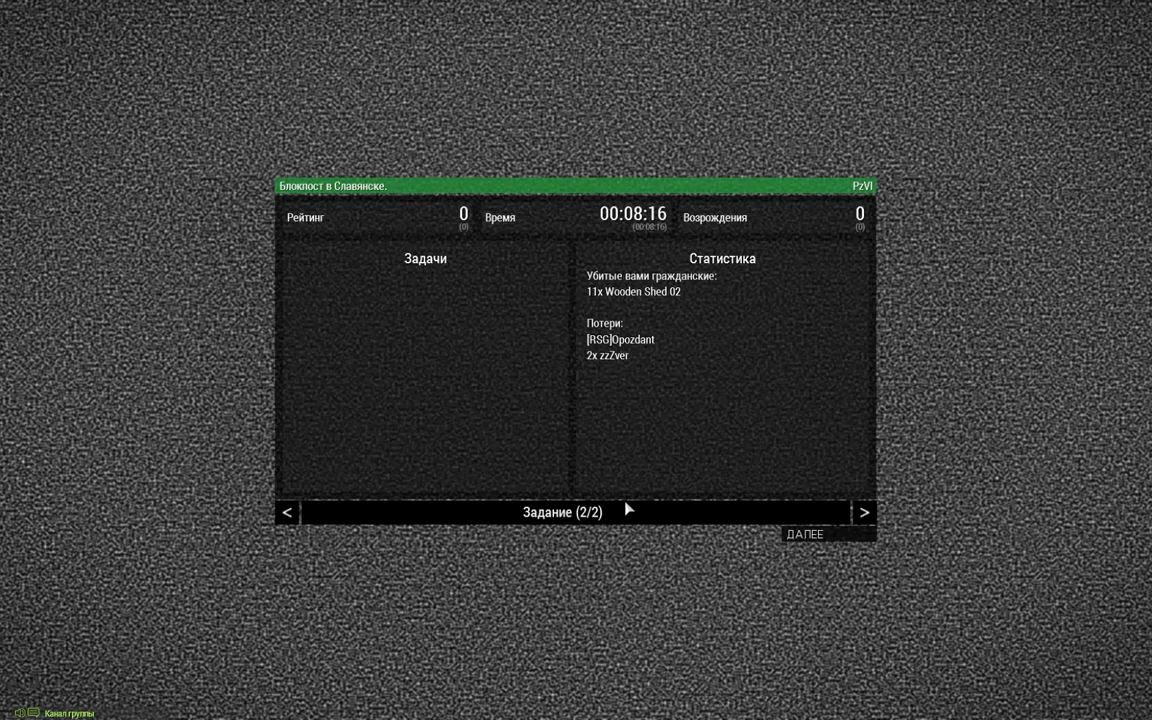 Блокпост в Славянске. PzVI
Рейтинг 0 Время 00:08:16 Возрождения 0
(0) (00:08:16) (0)
Задачи Статистика
Убитые вами гражданские:
11x Wooden Shed 02
Потери:
[RSG]Opozdant
2x zzZver
< Задание (2/2) >
ДАЛЕЕ
Канал группы